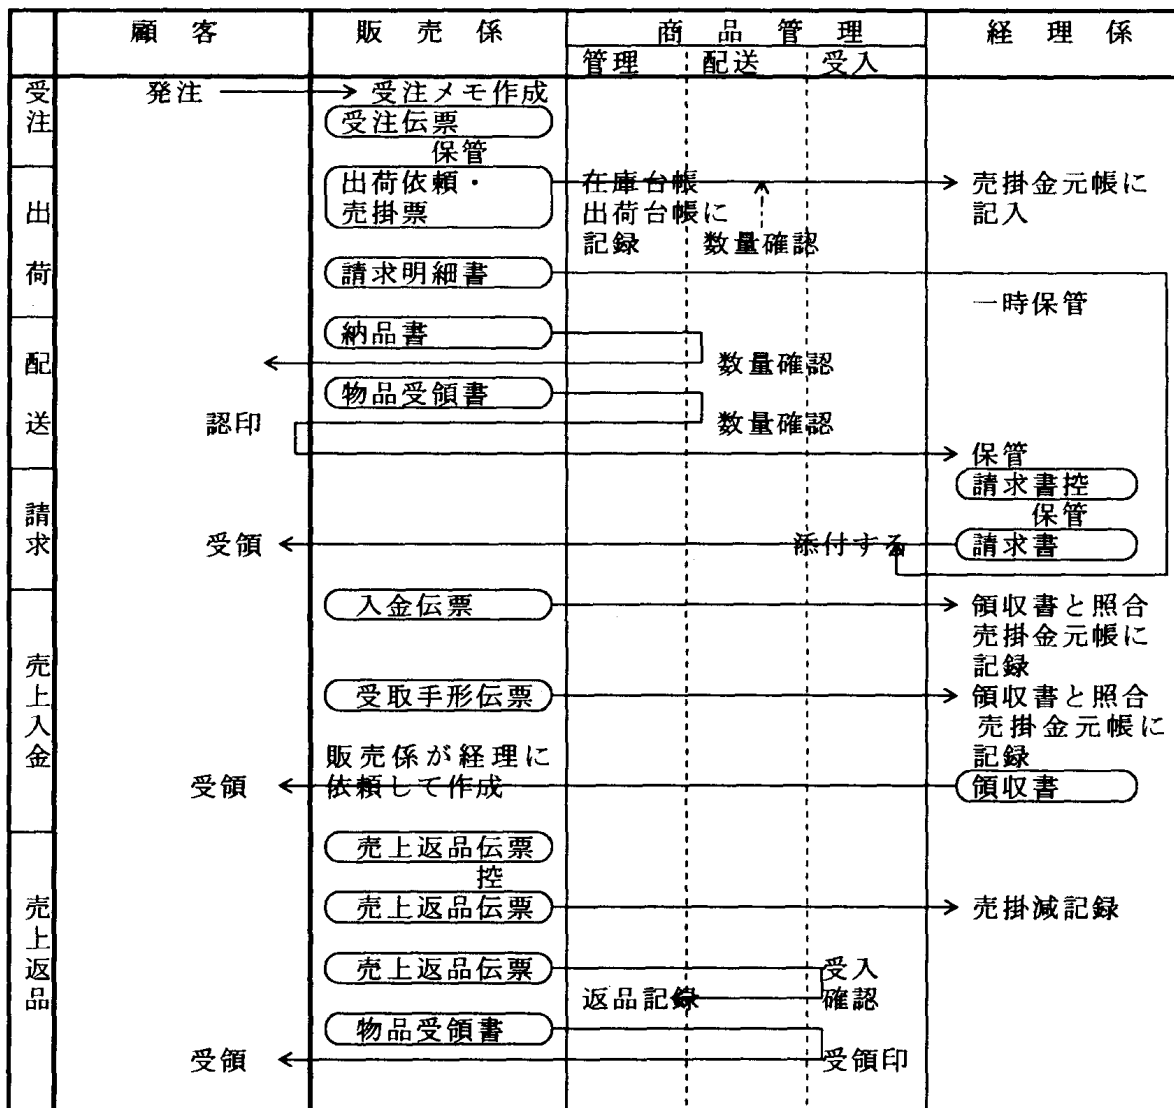 顧客 販売係 商品管理 経理係
管理 配送 受入
受注 発注 受注メモ作成
受注伝票
保管
出荷 出荷依頼・ 在庫台帳 売掛金元帳に
売掛票 出荷台帳に 記入
記録 数量確認
請求明細書
一時保管
配送 納品書
数量確認
物品受領書
認印 数量確認
保管
請求 請求書控
保管
受領 添付する 請求書
売上入金 入金伝票 領収書と照合
売掛金元帳に
記録
受取手形伝票 領収書と照合
売掛金元帳に
販売係が経理に 記録
受領 依頼して作成 領収書
売上返品 売上返品伝票
控
売上返品伝票 売掛減記録
売上返品伝票 受入
返品記録 確認
物品受領書
受領 受領印